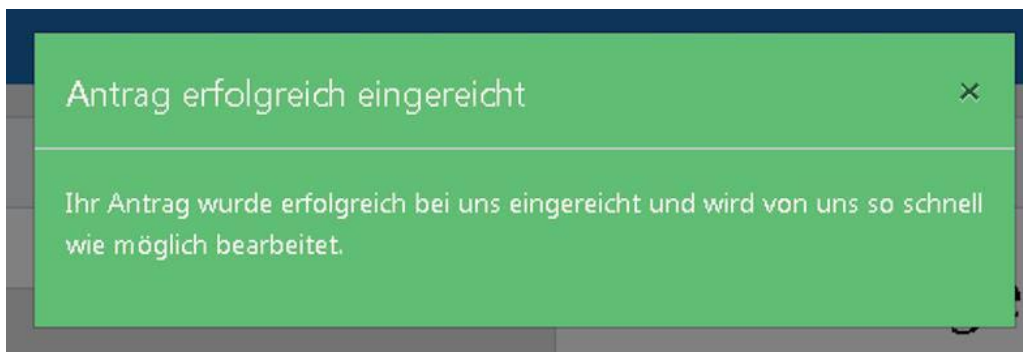 Antrag erfolgreich eingereicht
×
Ihr Antrag wurde erfolgreich bei uns eingereicht und wird von uns so schnell
wie möglich bearbeitet.